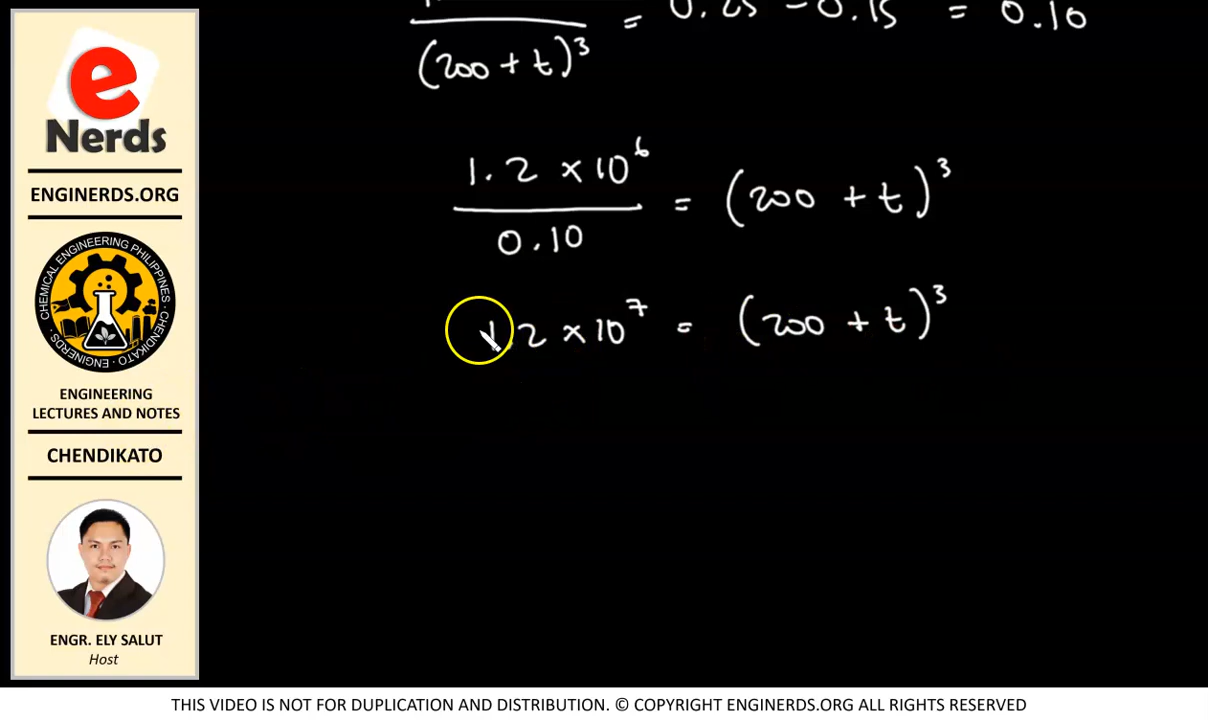 = 0.25 - 0.15 = 0.10
(200 + t)³
1.2 × 10⁶
= (200 + t)³
0.10
1.2 × 10⁷ = (200 + t)³
e
Nerds
ENGINERDS.ORG
CHEMICAL ENGINEERING PHILIPPINES
CHENDIKATO: ENGINERDS
ENGINEERING
LECTURES AND NOTES
CHENDIKATO
ENGR. ELY SALUT
Host
THIS VIDEO IS NOT FOR DUPLICATION AND DISTRIBUTION. © COPYRIGHT ENGINERDS.ORG ALL RIGHTS RESERVED